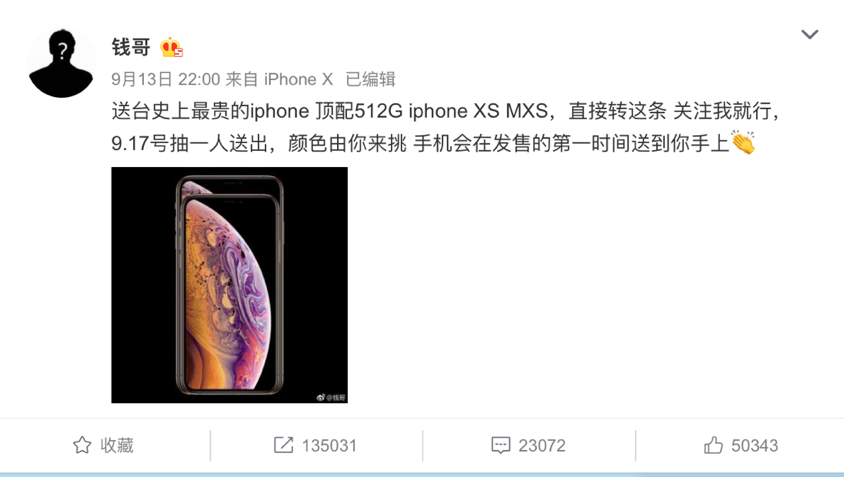 ?
钱哥 5
9月13日 22:00 来自 iPhone X 已编辑
送台史上最贵的iphone 顶配512G iphone XS MXS，直接转这条 关注我就行，
9.17号抽一人送出，颜色由你来挑 手机会在发售的第一时间送到你手上
@钱哥
收藏 135031 23072 50343